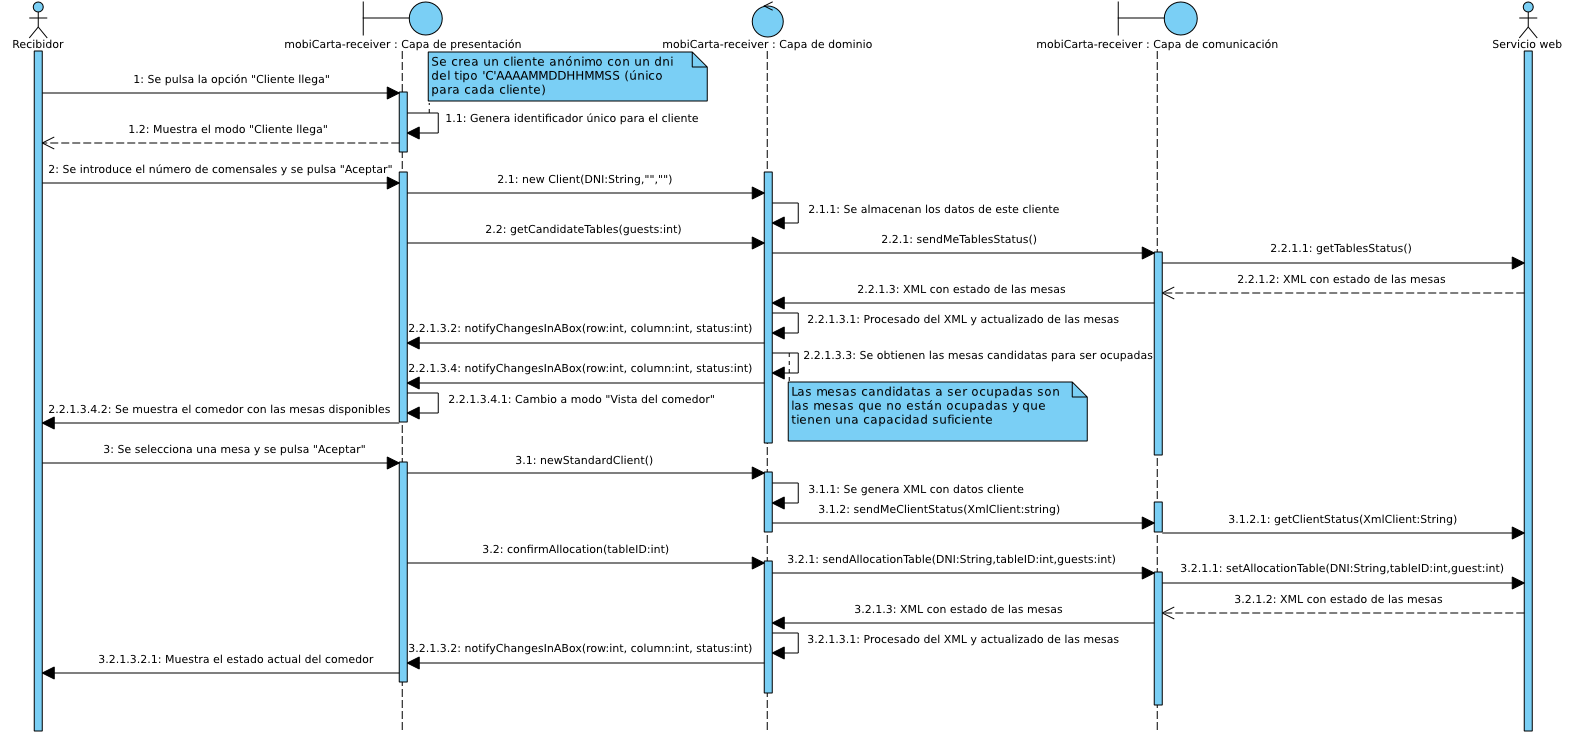 Recibidor
mobiCarta-receiver : Capa de presentación
mobiCarta-receiver : Capa de dominio
mobiCarta-receiver : Capa de comunicación
Servicio web
Se crea un cliente anónimo con un dni
del tipo 'C'AAAAMMDDHHMMSS (único
para cada cliente)
1: Se pulsa la opción "Cliente llega"
1.1: Genera identificador único para el cliente
1.2: Muestra el modo "Cliente llega"
2: Se introduce el número de comensales y se pulsa "Aceptar"
2.1: new Client(DNI:String,"","")
2.1.1: Se almacenan los datos de este cliente
2.2: getCandidateTables(guests:int)
2.2.1: sendMeTablesStatus()
2.2.1.1: getTablesStatus()
2.2.1.2: XML con estado de las mesas
2.2.1.3: XML con estado de las mesas
2.2.1.3.1: Procesado del XML y actualizado de las mesas
2.2.1.3.2: notifyChangesInABox(row:int, column:int, status:int)
2.2.1.3.3: Se obtienen las mesas candidatas para ser ocupadas
2.2.1.3.4: notifyChangesInABox(row:int, column:int, status:int)
Las mesas candidatas a ser ocupadas son
las mesas que no están ocupadas y que
tienen una capacidad suficiente
2.2.1.3.4.1: Cambio a modo "Vista del comedor"
2.2.1.3.4.2: Se muestra el comedor con las mesas disponibles
3: Se selecciona una mesa y se pulsa "Aceptar"
3.1: newStandardClient()
3.1.1: Se genera XML con datos cliente
3.1.2: sendMeClientStatus(XmlClient:string)
3.1.2.1: getClientStatus(XmlClient:String)
3.2: confirmAllocation(tableID:int)
3.2.1: sendAllocationTable(DNI:String,tableID:int,guests:int)
3.2.1.1: setAllocationTable(DNI:String,tableID:int,guest:int)
3.2.1.2: XML con estado de las mesas
3.2.1.3: XML con estado de las mesas
3.2.1.3.1: Procesado del XML y actualizado de las mesas
3.2.1.3.2: notifyChangesInABox(row:int, column:int, status:int)
3.2.1.3.2.1: Muestra el estado actual del comedor